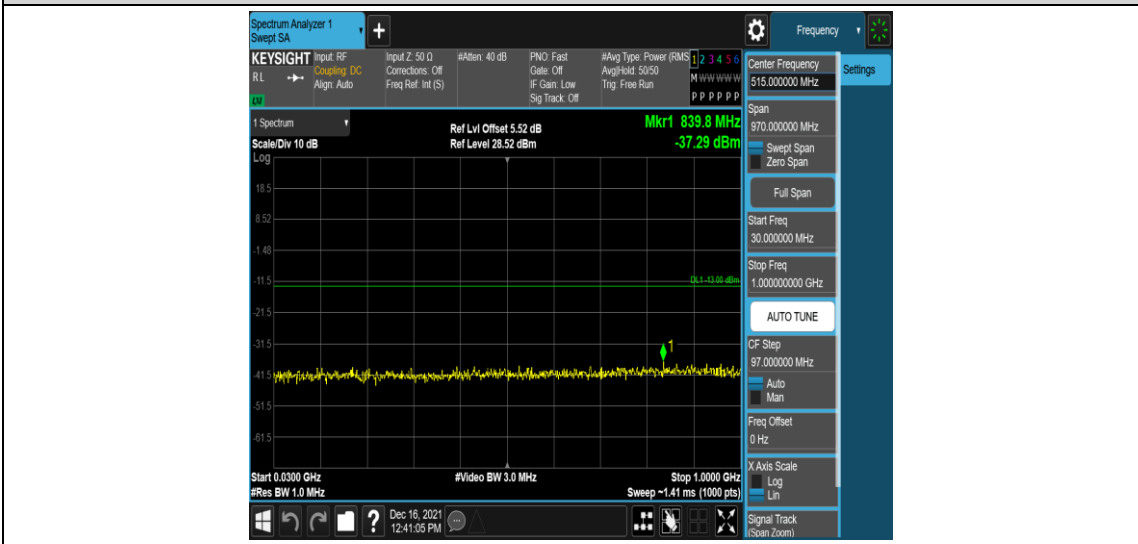 Spectrum Analyzer 1
Swept SA
+
Frequency
KEYSIGHT
RL
LXI
Input: RF
Coupling: DC
Align: Auto
Input Z: 50 Ω
Corrections: Off
Freq Ref: Int (S)
#Atten: 40 dB
PNO: Fast
Gate: Off
IF Gain: Low
Sig Track: Off
#Avg Type: Power (RMS
Avg|Hold: 50/50
Trig: Free Run
1 2 3 4 5 6
M W W W W W
P P P P P P
1 Spectrum
Scale/Div 10 dB
Log
Ref Lvl Offset 5.52 dB
Ref Level 28.52 dBm
Mkr1 839.8 MHz
-37.29 dBm
18.5
8.52
-1.48
-11.5
DL1 -13.00 dBm
-21.5
-31.5
1
-41.5
-51.5
-61.5
Start 0.0300 GHz
#Res BW 1.0 MHz
#Video BW 3.0 MHz
Stop 1.0000 GHz
Sweep ~1.41 ms (1000 pts)
?
Dec 16, 2021
12:41:05 PM
Center Frequency
515.000000 MHz
Settings
Span
970.000000 MHz
Swept Span
Zero Span
Full Span
Start Freq
30.000000 MHz
Stop Freq
1.000000000 GHz
AUTO TUNE
CF Step
97.000000 MHz
Auto
Man
Freq Offset
0 Hz
X Axis Scale
Log
Lin
Signal Track
(Span Zoom)